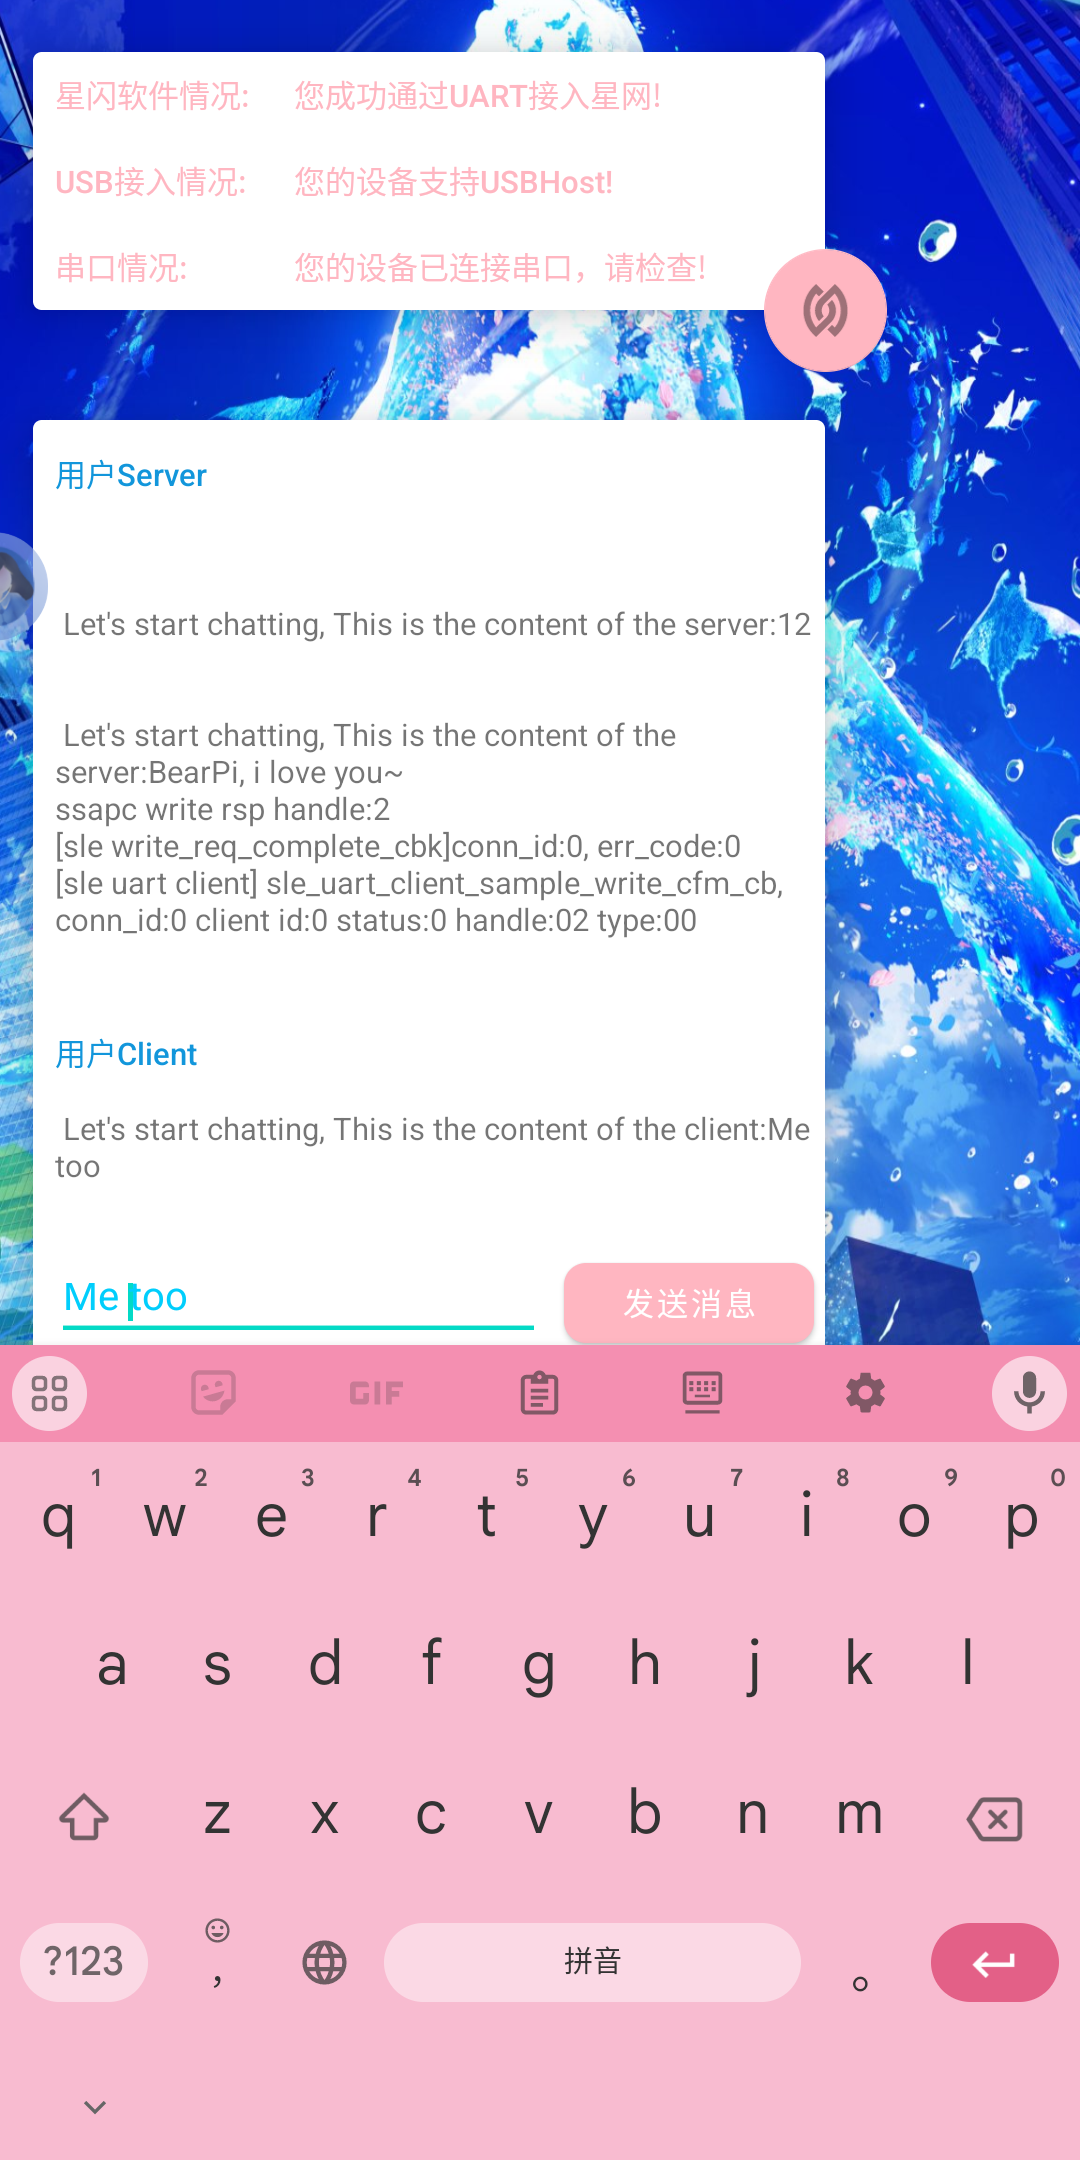 星闪软件情况: 您成功通过UART接入星网!
USB接入情况: 您的设备支持USBHost!
串口情况: 您的设备已连接串口，请检查!
用户Server
Let's start chatting, This is the content of the server:12
Let's start chatting, This is the content of the
server:BearPi, i love you~
ssapc write rsp handle:2
[sle write_req_complete_cbk]conn_id:0, err_code:0
[sle uart client] sle_uart_client_sample_write_cfm_cb,
conn_id:0 client id:0 status:0 handle:02 type:00
用户Client
Let's start chatting, This is the content of the client:Me
too
Me too 发送消息
GIF
1 2 3 4 5 6 7 8 9 0
q w e r t y u i o p
a s d f g h j k l
z x c v b n m
?123 ， 拼音 。